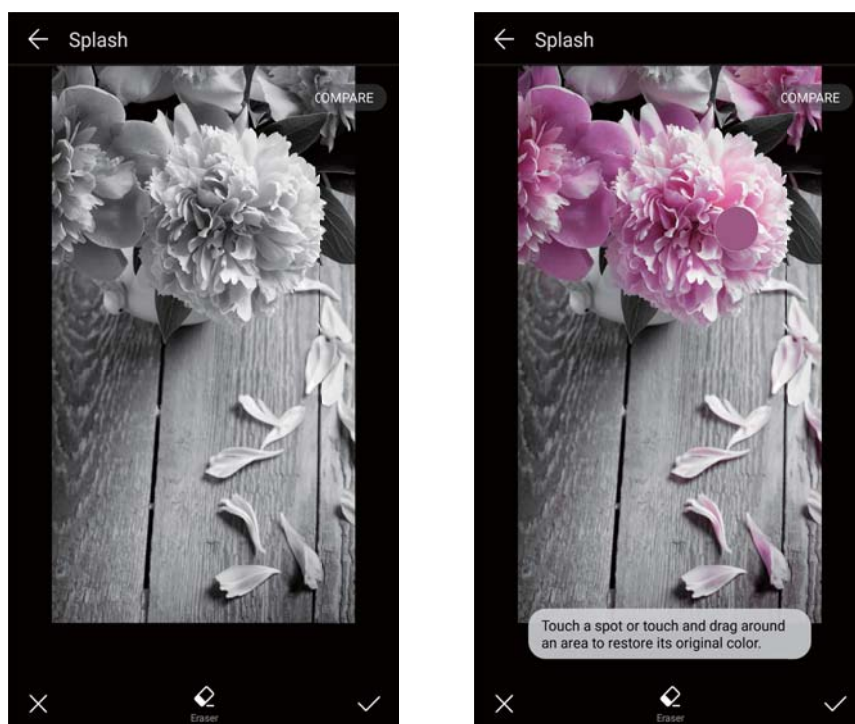 Splash
COMPARE
Eraser
Splash
COMPARE
Touch a spot or touch and drag around
an area to restore its original color.
Eraser